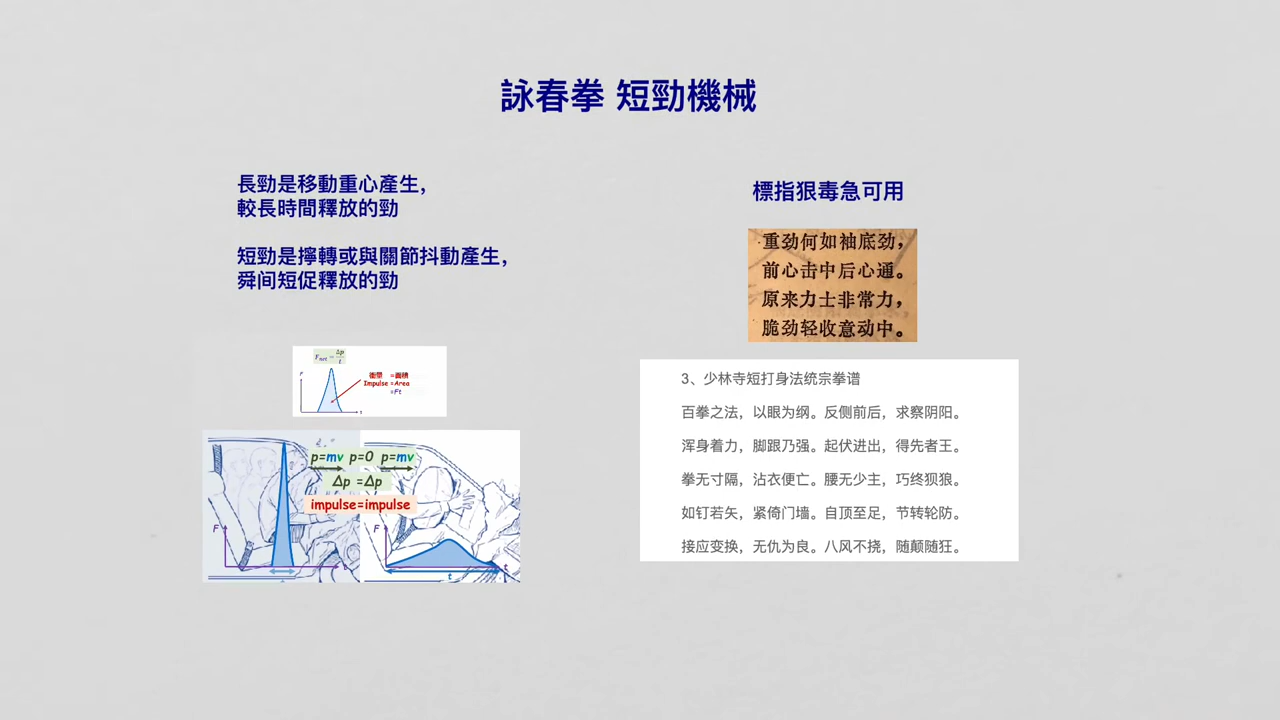 詠春拳 短勁機械
長勁是移動重心產生，
較長時間釋放的勁
短勁是擰轉或與關節抖動產生，
舜间短促釋放的勁
Fnet = Δp
t
F
衝量 =面積
Impulse =Area
=Ft
t
p=mv p=0 p=mv
Δp =Δp
impulse=impulse
F
F
t
t
標指狠毒急可用
重劲何如袖底劲，
前心击中后心通。
原来力士非常力，
脆劲轻收意动中。
3、少林寺短打身法统宗拳谱
百拳之法，以眼为纲。反侧前后，求察阴阳。
浑身着力，脚跟乃强。起伏进出，得先者王。
拳无寸隔，沾衣便亡。腰无少主，巧终狈狼。
如钉若矢，紧倚门墙。自顶至足，节转轮防。
接应变换，无仇为良。八风不挠，随颠随狂。